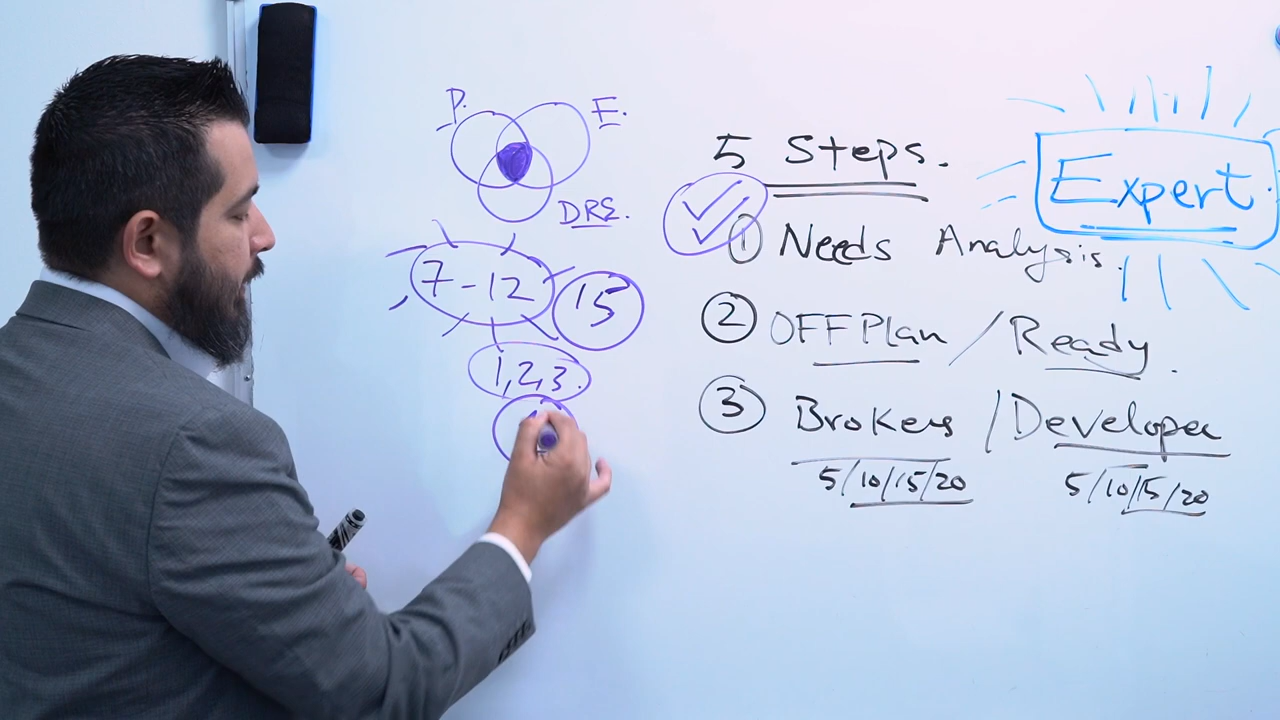 P.
E.
DRE.
7-12
15
1,2,3.
5 Steps.
Expert.
① Needs Analysis.
② OFF Plan / Ready.
③ Brokers / Developer
5/10/15/20
5/10/15/20